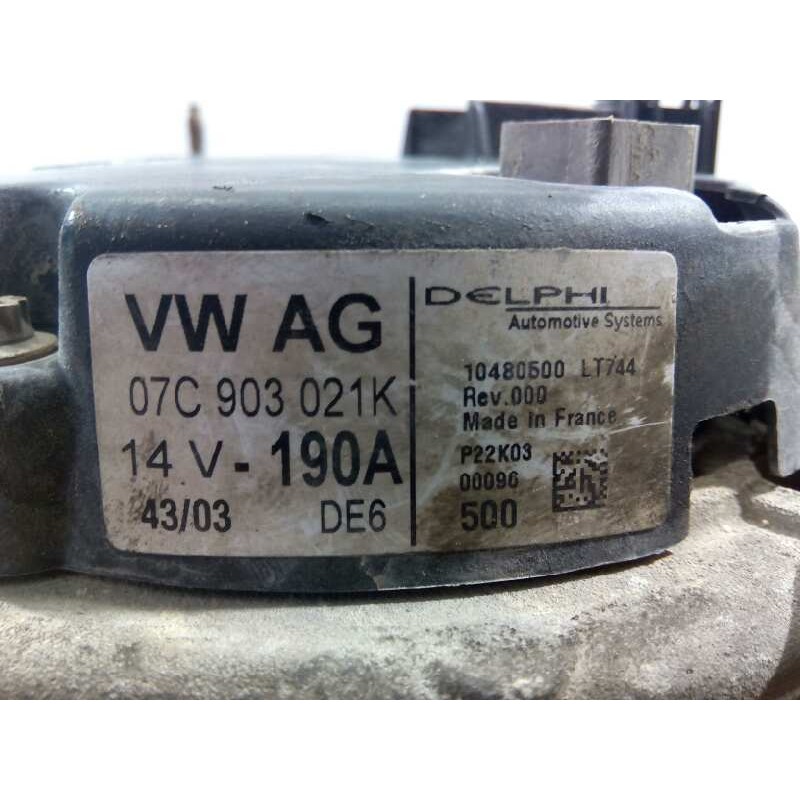 VW AG
07C 903 021K
14 V - 190A
43/03 DE6
DELPHI
Automotive Systems
10480500 LT744
Rev.000
Made in France
P22K03
00096
500